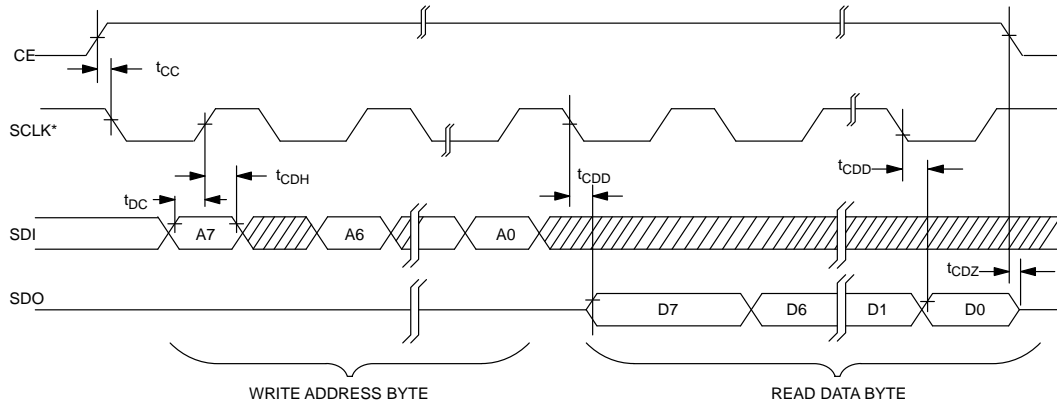 CE
tCC
SCLK*
tCDH
tCDD
tCDD
tDC
SDI
A7
A6
A0
tCDZ
SDO
D7
D6
D1
D0
WRITE ADDRESS BYTE
READ DATA BYTE